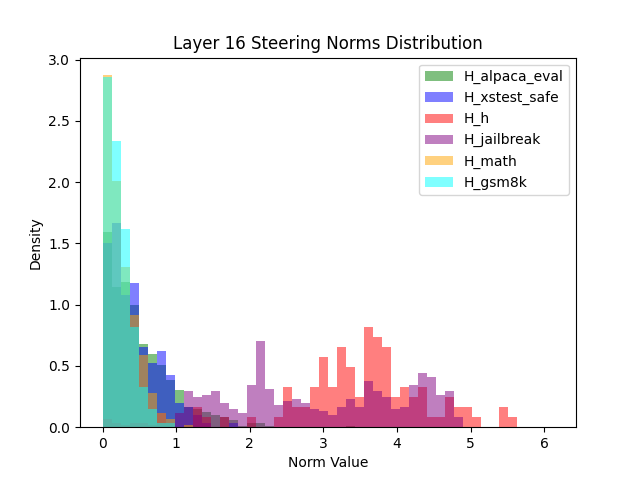 Layer 16 Steering Norms Distribution
3.0
2.5
2.0
1.5
1.0
0.5
0.0
Density
H_alpaca_eval
H_xstest_safe
H_h
H_jailbreak
H_math
H_gsm8k
0 1 2 3 4 5 6
Norm Value